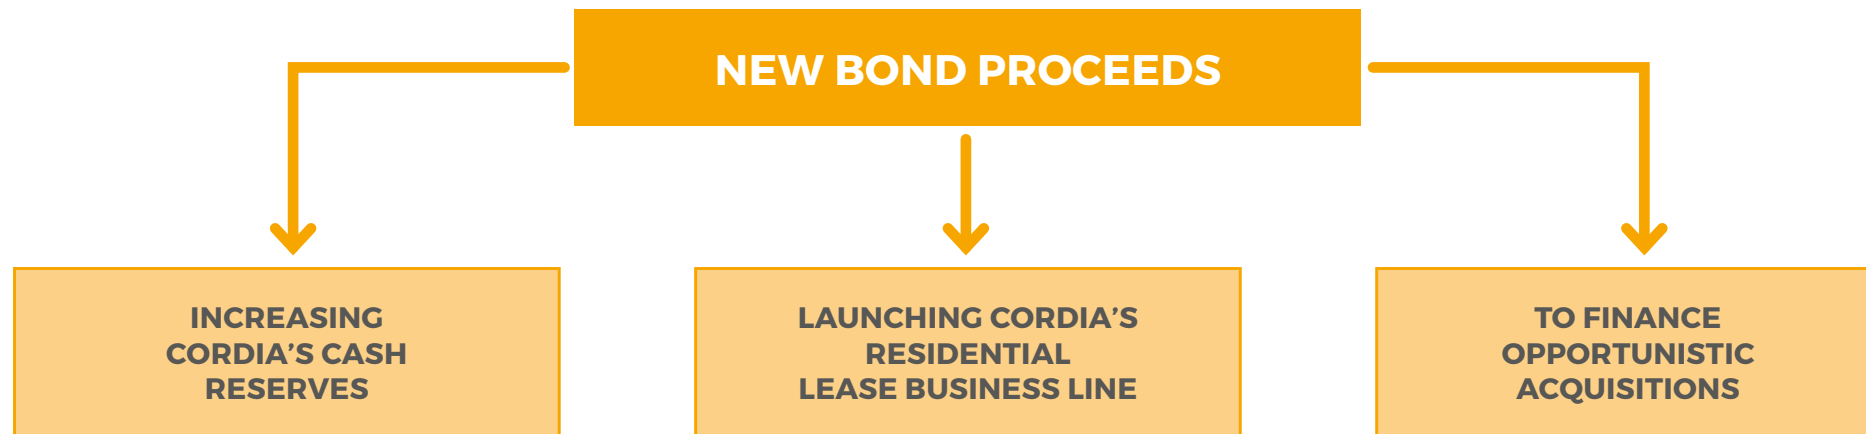 NEW BOND PROCEEDS
INCREASING
CORDIA’S CASH
RESERVES
LAUNCHING CORDIA’S
RESIDENTIAL
LEASE BUSINESS LINE
TO FINANCE
OPPORTUNISTIC
ACQUISITIONS